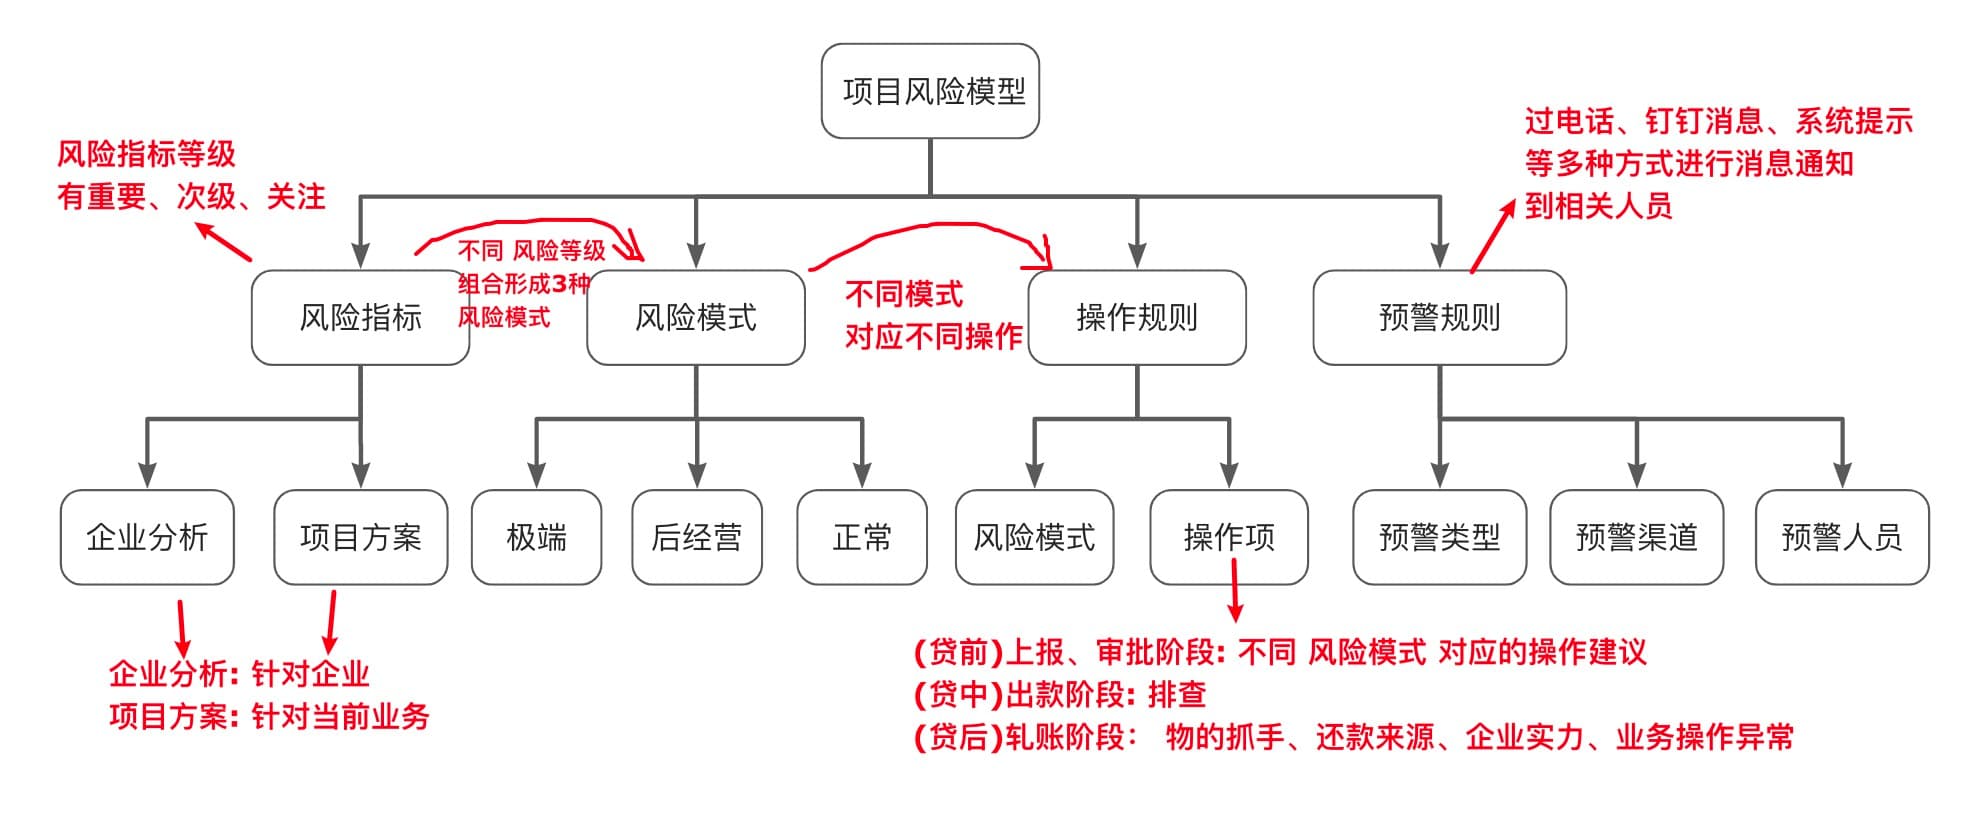 项目风险模型
过电话、钉钉消息、系统提示
等多种方式进行消息通知
到相关人员
风险指标等级
有重要、次级、关注
不同 风险等级
组合形成3种
风险模式
不同模式
对应不同操作
风险指标
风险模式
操作规则
预警规则
企业分析
项目方案
极端
后经营
正常
风险模式
操作项
预警类型
预警渠道
预警人员
企业分析: 针对企业
项目方案: 针对当前业务
(贷前)上报、审批阶段: 不同 风险模式 对应的操作建议
(贷中)出款阶段: 排查
(贷后)轧账阶段： 物的抓手、还款来源、企业实力、业务操作异常